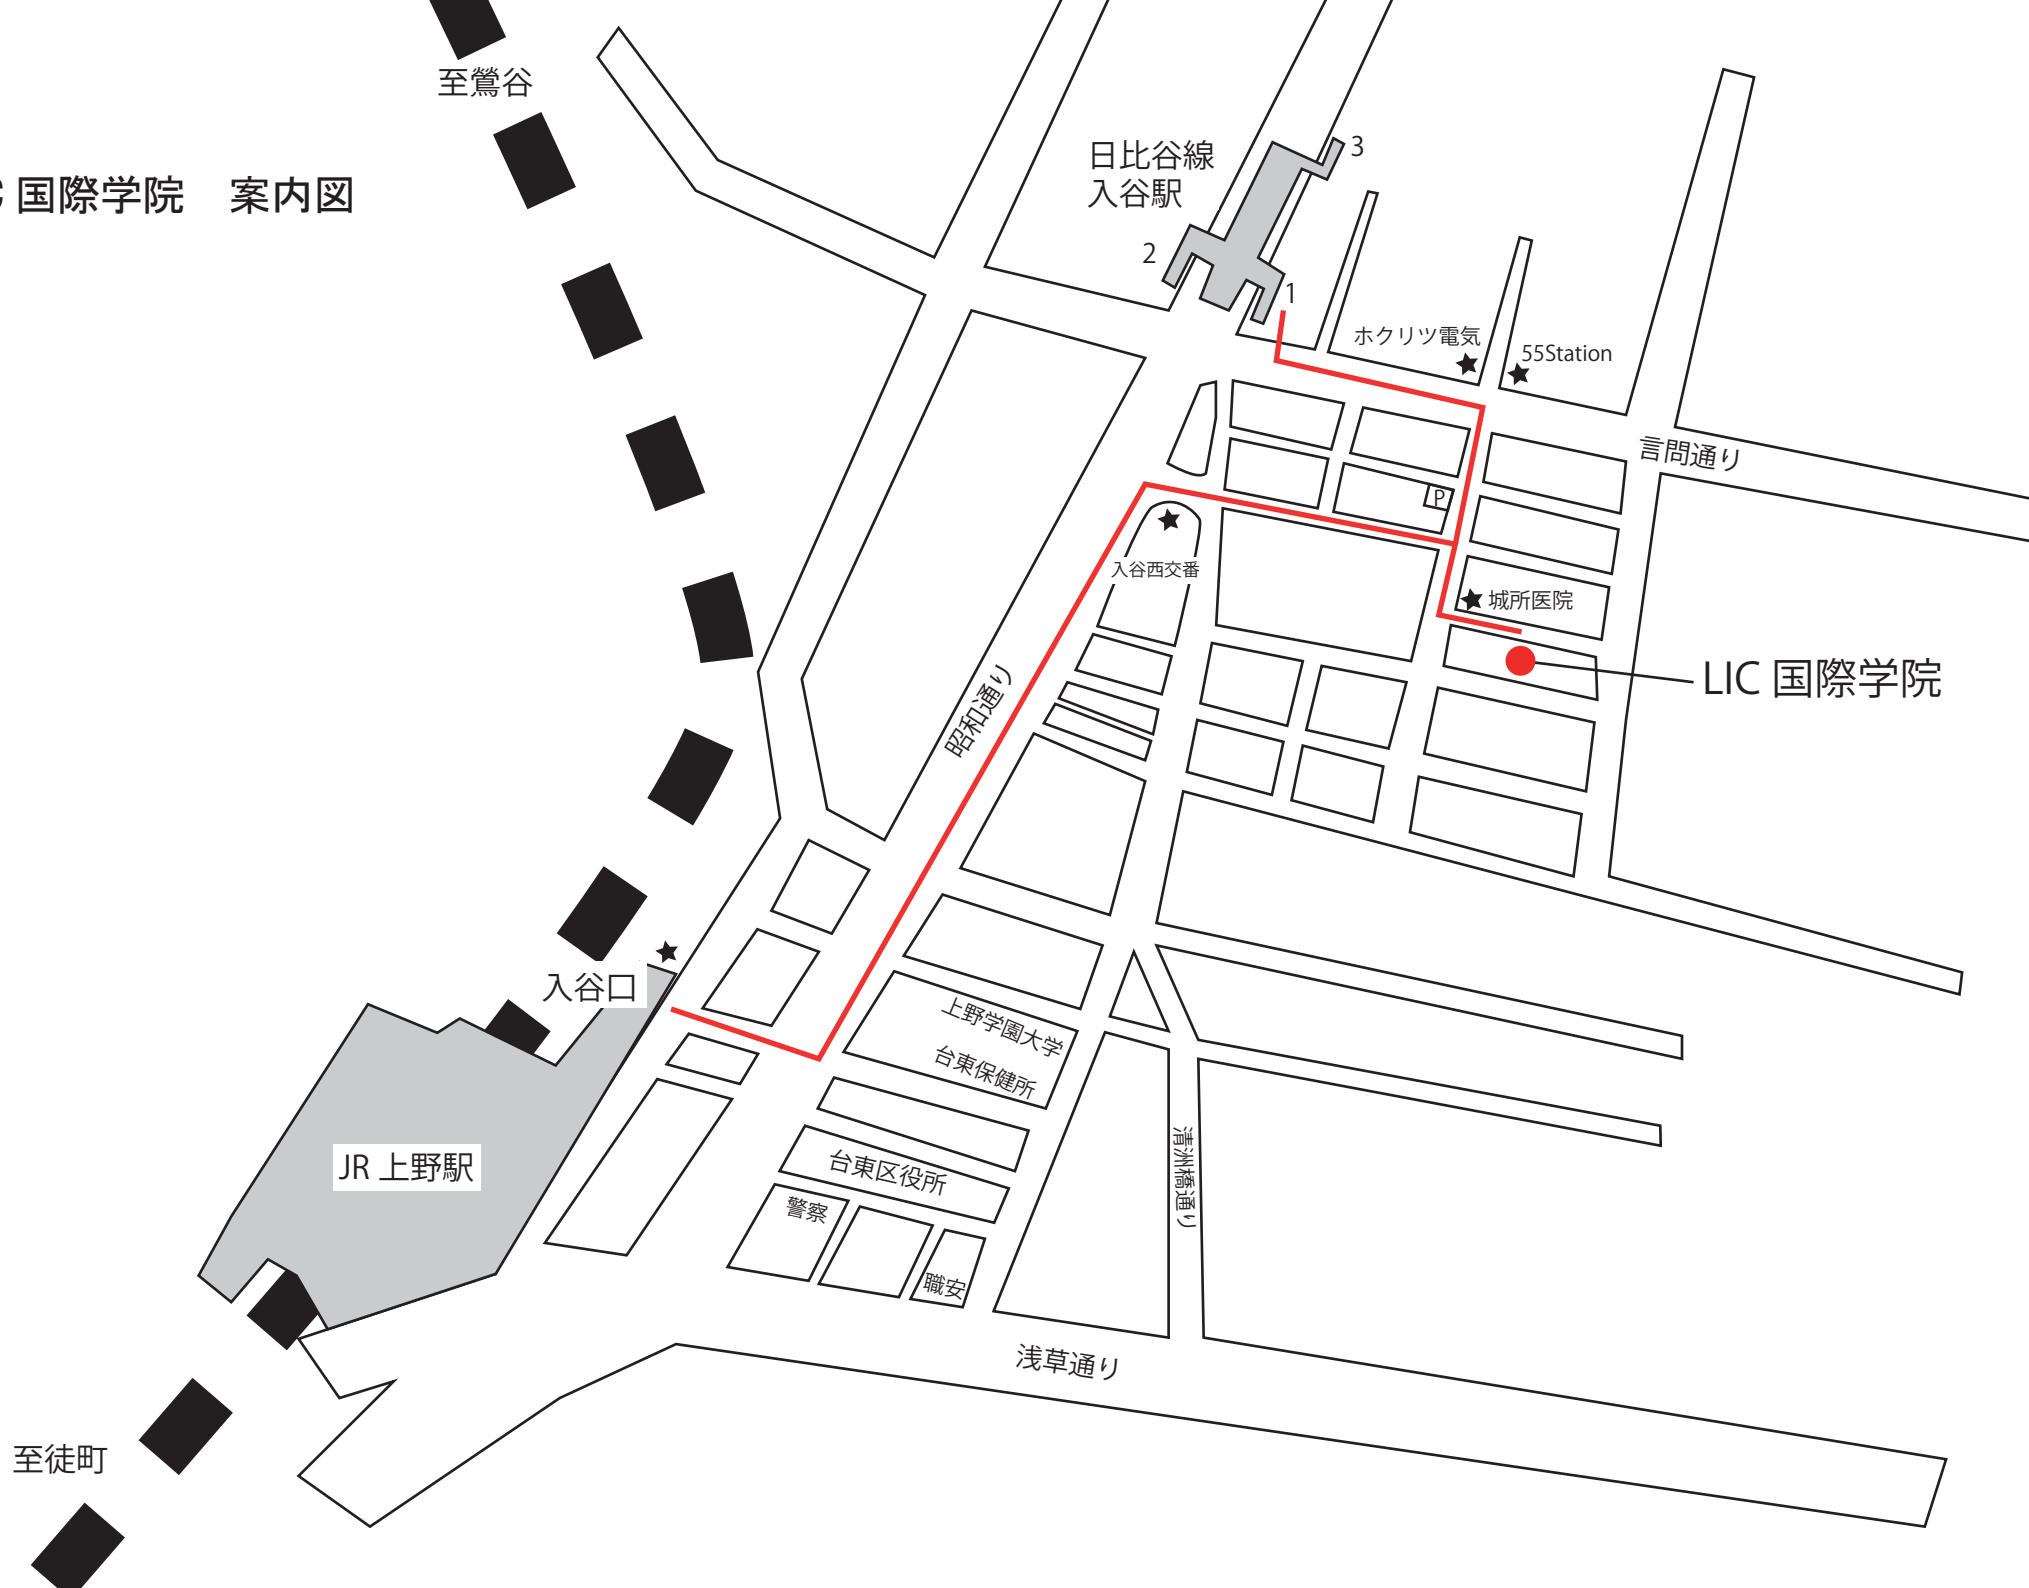 至鶯谷
国際学院　案内図
日比谷線
入谷駅
3
2
1
ホクリツ電気
55Station
言問通り
P
入谷西交番
城所医院
LIC 国際学院
昭和通り
入谷口
上野学園大学
台東保健所
JR 上野駅
台東区役所
清洲橋通り
警察
職安
浅草通り
至徒町